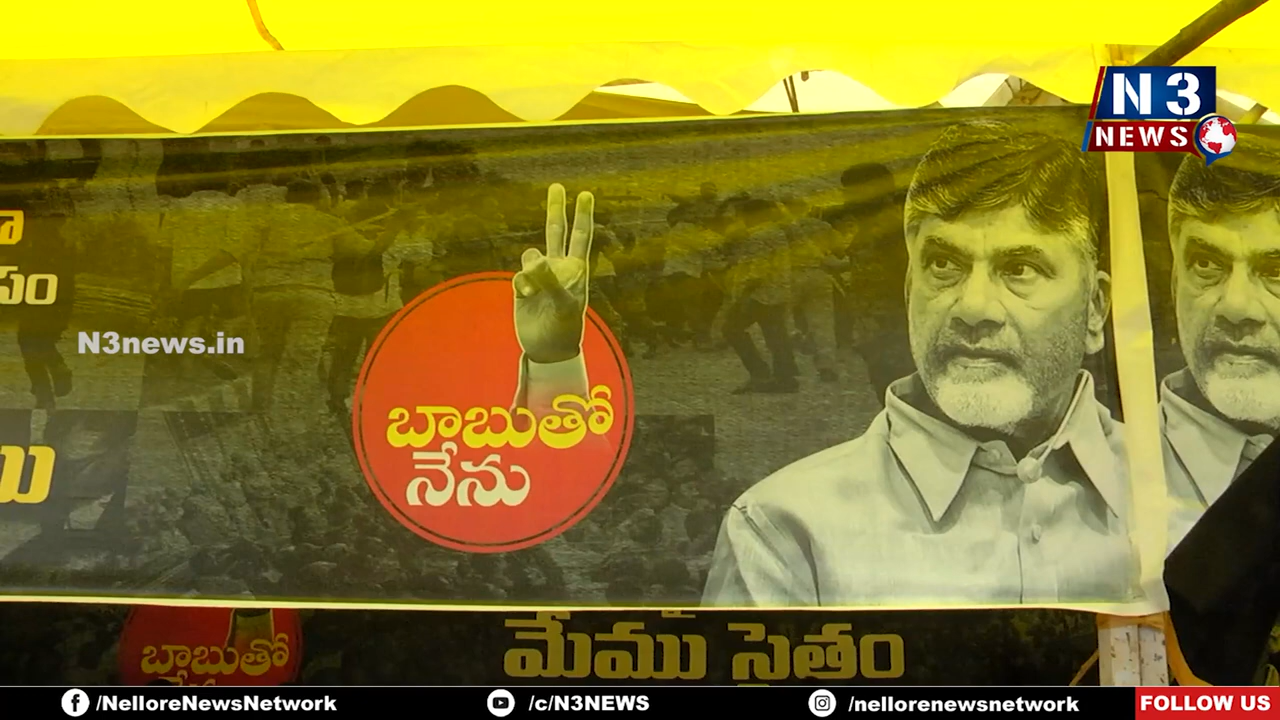 N3
NEWS
N3news.in
బాబుతో
నేను
బాబుతో
మేము సైతం
/NelloreNewsNetwork
/c/N3NEWS
/nellorenewsnetwork
FOLLOW US